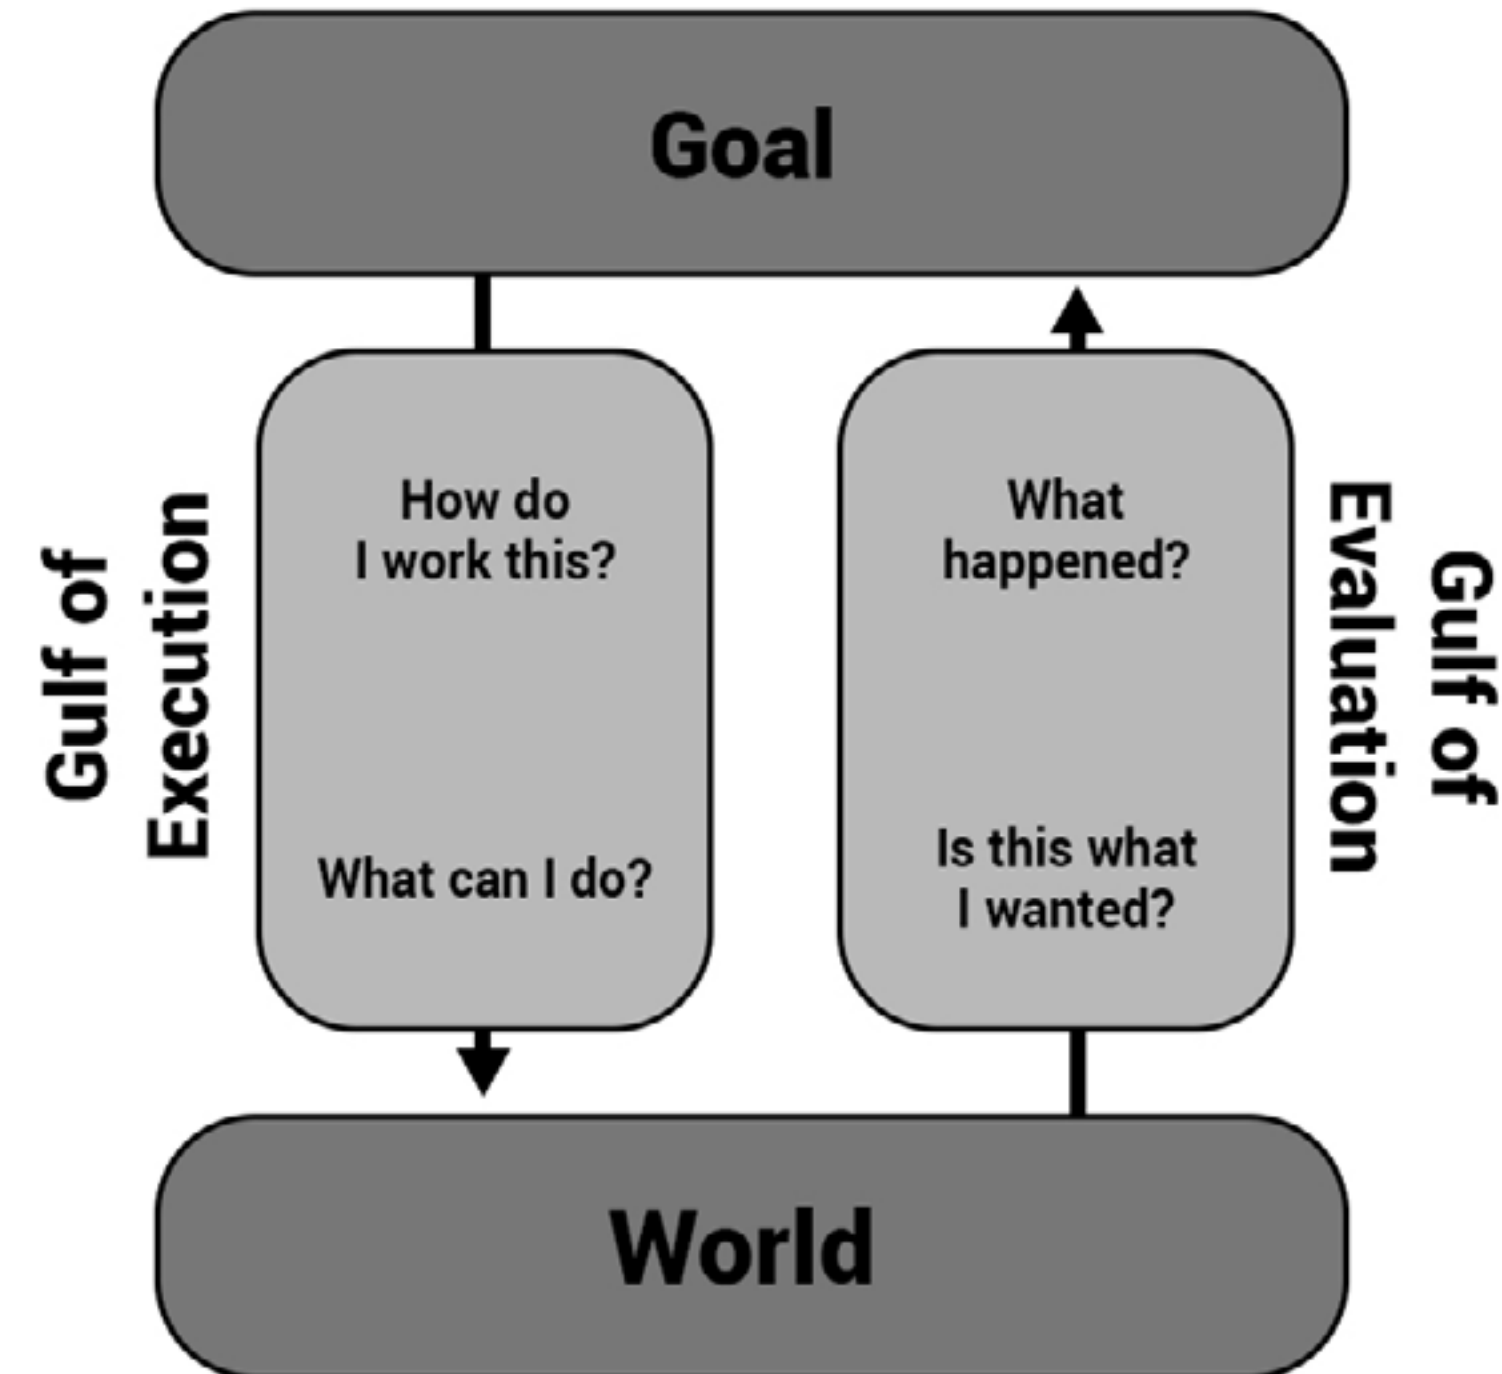 Goal
Gulf of
Execution
How do
I work this?
What can I do?
What
happened?
Is this what
I wanted?
Gulf of
Evaluation
World